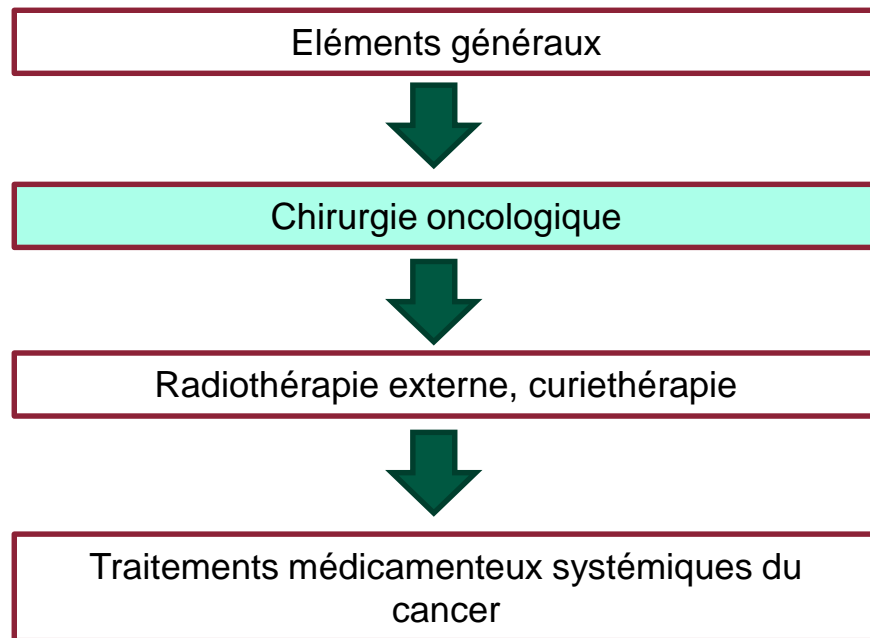 Eléments généraux
Chirurgie oncologique
Radiothérapie externe, curiethérapie
Traitements médicamenteux systémiques du
cancer